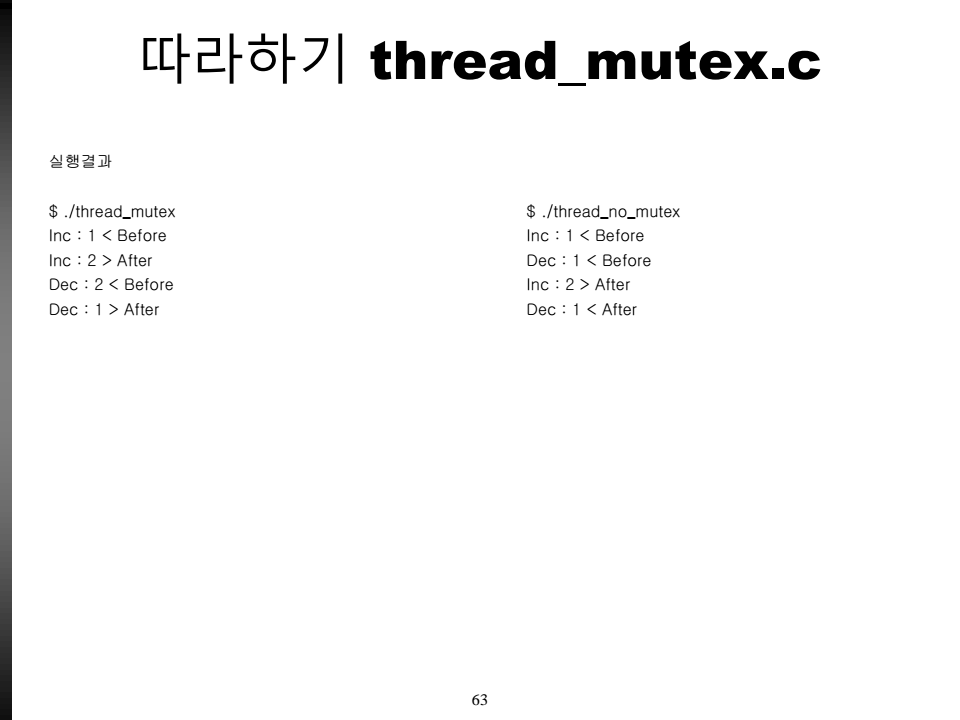 따라하기 thread_mutex.c
실행결과
$ ./thread_mutex
Inc : 1 < Before
Inc : 2 > After
Dec : 2 < Before
Dec : 1 > After
$ ./thread_no_mutex
Inc : 1 < Before
Dec : 1 < Before
Inc : 2 > After
Dec : 1 < After
63